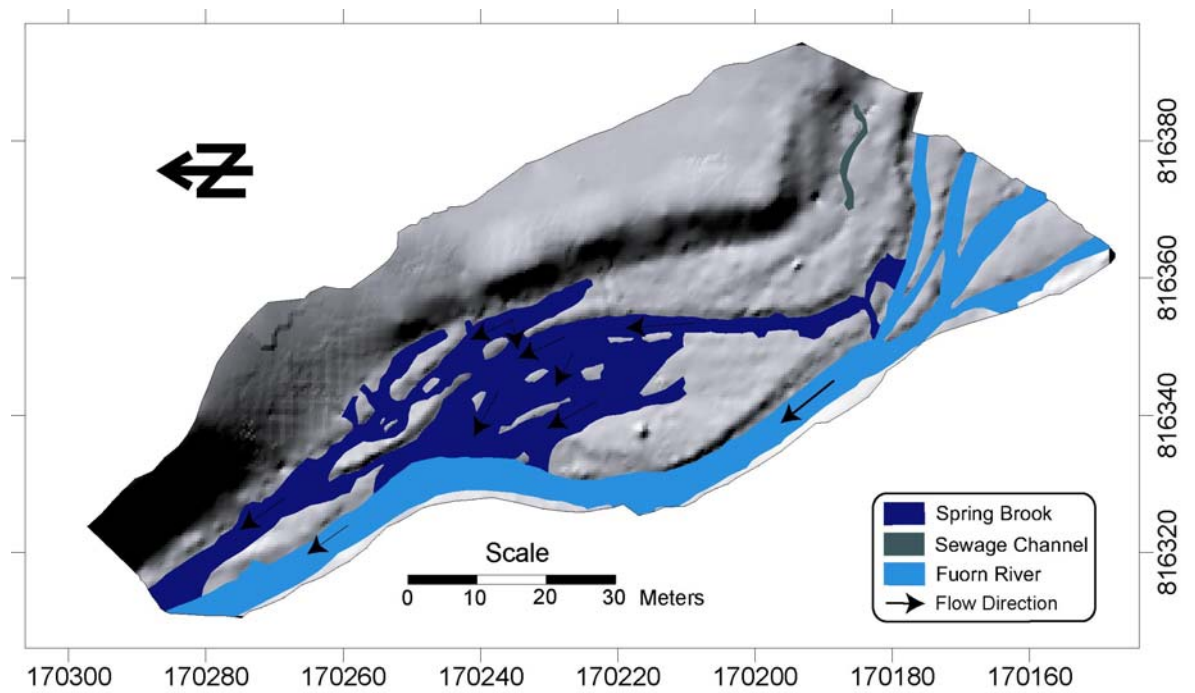 N
816380
816360
816340
816320
Scale
0 10 20 30 Meters
Spring Brook
Sewage Channel
Fuorn River
Flow Direction
170300 170280 170260 170240 170220 170200 170180 170160